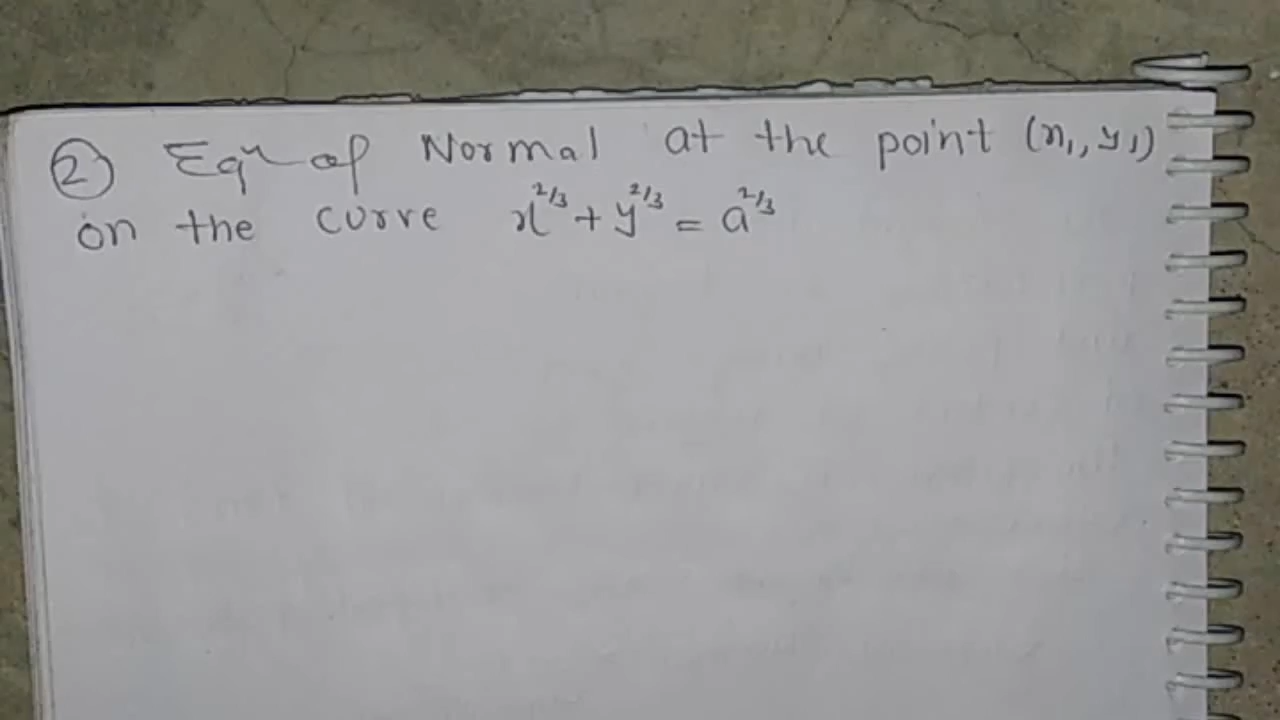 ② Eqⁿ of Normal at the point (x₁, y₁)
on the curve x^{2/3} + y^{2/3} = a^{2/3}